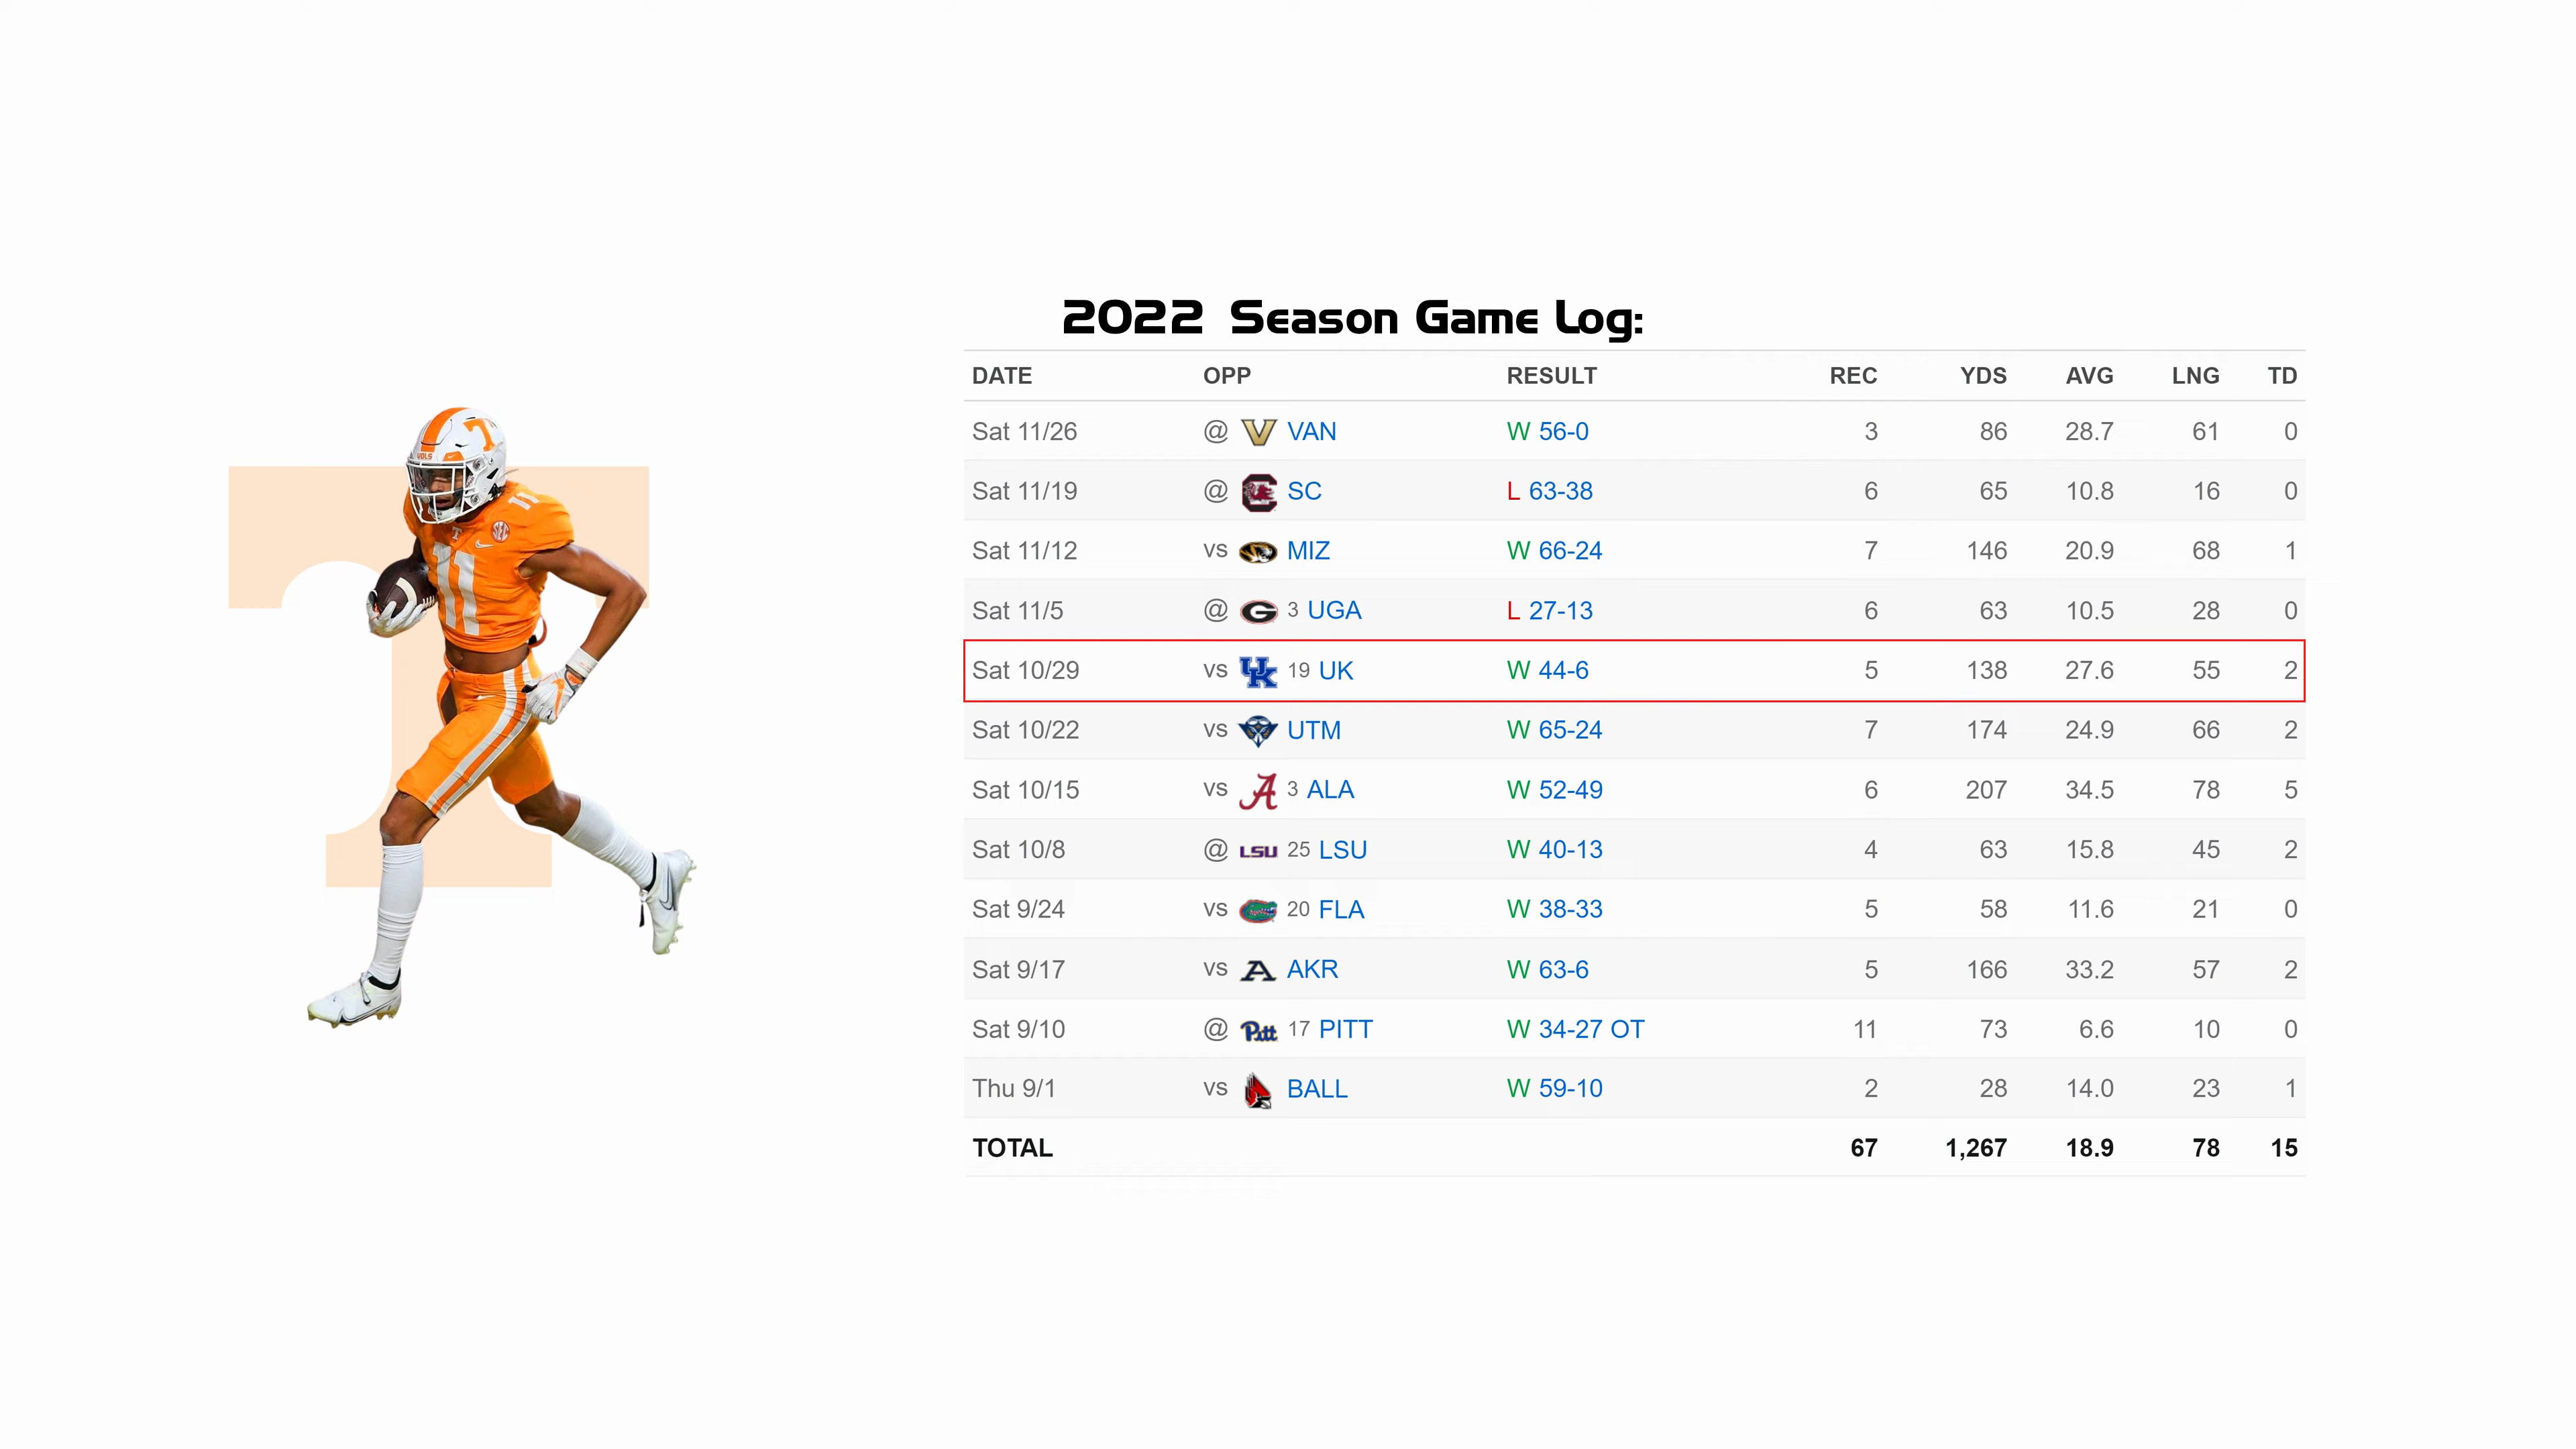 2022 Season Game Log:
DATE OPP RESULT REC YDS AVG LNG TD
Sat 11/26 @ V VAN W 56-0 3 86 28.7 61 0
Sat 11/19 @ C SC L 63-38 6 65 10.8 16 0
Sat 11/12 vs MIZ W 66-24 7 146 20.9 68 1
Sat 11/5 @ G 3 UGA L 27-13 6 63 10.5 28 0
Sat 10/29 vs UK 19 UK W 44-6 5 138 27.6 55 2
Sat 10/22 vs UTM W 65-24 7 174 24.9 66 2
Sat 10/15 vs A 3 ALA W 52-49 6 207 34.5 78 5
Sat 10/8 @ LSU 25 LSU W 40-13 4 63 15.8 45 2
Sat 9/24 vs 20 FLA W 38-33 5 58 11.6 21 0
Sat 9/17 vs A AKR W 63-6 5 166 33.2 57 2
Sat 9/10 @ Pitt 17 PITT W 34-27 OT 11 73 6.6 10 0
Thu 9/1 vs BALL W 59-10 2 28 14.0 23 1
TOTAL 67 1,267 18.9 78 15
T
VOLS
11
T SEC
11
T